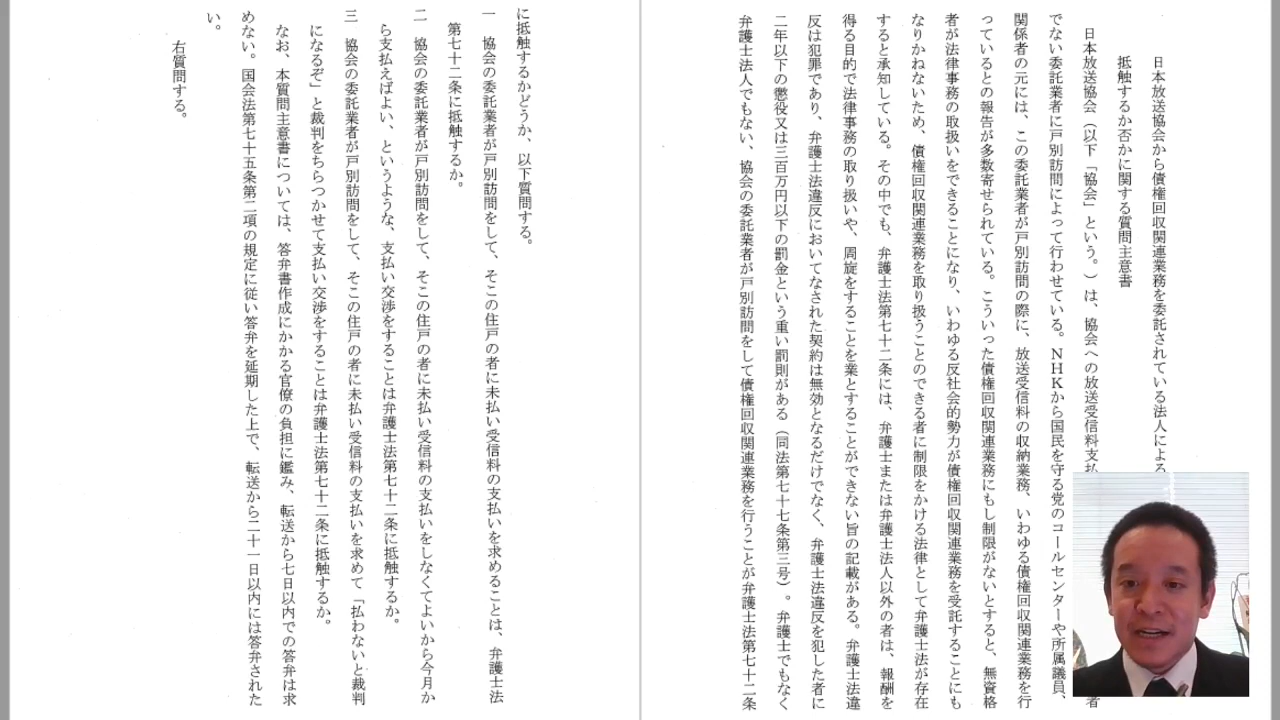 日本放送協会から債権回収関連業務を委託されている法人による
抵触するか否かに関する質問主意書
日本放送協会（以下「協会」という。）は、協会への放送受信料支払
者
でない委託業者に戸別訪問によって行わせている。NHKから国民を守る党のコールセンターや所属議員、
関係者の元には、この委託業者が戸別訪問の際に、放送受信料の収納業務、いわゆる債権回収関連業務を行
っているとの報告が多数寄せられている。こういった債権回収関連業務にもし制限がないとすると、無資格
者が法律事務の取扱いをできることになり、いわゆる反社会的勢力が債権回収関連業務を受託することにも
なりかねないため、債権回収関連業務を取り扱うことのできる者に制限をかける法律として弁護士法が存在
すると承知している。その中でも、弁護士法第七十二条には、弁護士または弁護士法人以外の者は、報酬を
得る目的で法律事務の取り扱いや、周旋をすることを業とすることができない旨の記載がある。弁護士法違
反は犯罪であり、弁護士法違反においてなされた契約は無効となるだけでなく、弁護士法違反を犯した者に
二年以下の懲役又は三百万円以下の罰金という重い罰則がある（同法第七十七条第三号）。弁護士でもなく
弁護士法人でもない、協会の委託業者が戸別訪問をして債権回収関連業務を行うことが弁護士法第七十二条
に抵触するかどうか、以下質問する。
一　協会の委託業者が戸別訪問をして、そこの住戸の者に未払い受信料の支払いを求めることは、弁護士法
第七十二条に抵触するか。
二　協会の委託業者が戸別訪問をして、そこの住戸の者に未払い受信料の支払いをしなくてよいから今月か
ら支払えばよい、というような、支払い交渉をすることは弁護士法第七十二条に抵触するか。
三　協会の委託業者が戸別訪問をして、そこの住戸の者に未払い受信料の支払いを求めて「払わないと裁判
になるぞ」と裁判をちらつかせて支払い交渉をすることは弁護士法第七十二条に抵触するか。
なお、本質問主意書については、答弁書作成にかかる官僚の負担に鑑み、転送から七日以内での答弁は求
めない。国会法第七十五条第二項の規定に従い答弁を延期した上で、転送から二十一日以内には答弁された
い。
右質問する。